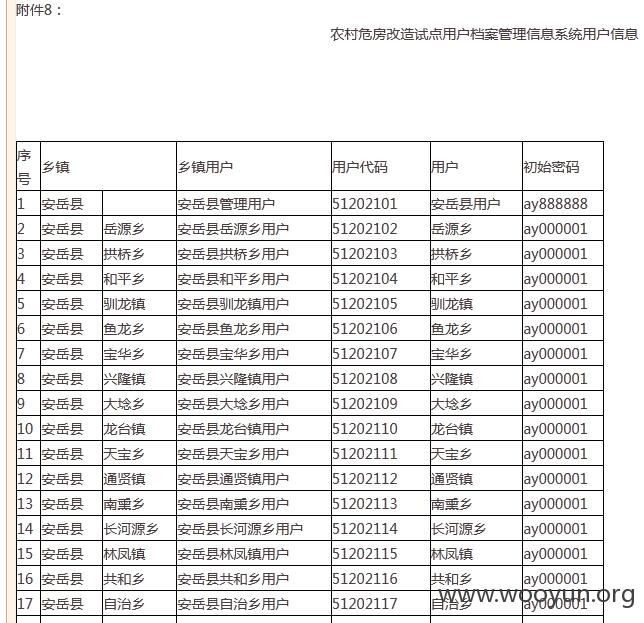 附件8：
农村危房改造试点用户档案管理信息系统用户信息
序号 乡镇 乡镇用户 用户代码 用户 初始密码
1 安岳县 安岳县管理用户 51202101 安岳县用户 ay888888
2 安岳县 岳源乡 安岳县岳源乡用户 51202102 岳源乡 ay000001
3 安岳县 拱桥乡 安岳县拱桥乡用户 51202103 拱桥乡 ay000001
4 安岳县 和平乡 安岳县和平乡用户 51202104 和平乡 ay000001
5 安岳县 驯龙镇 安岳县驯龙镇用户 51202105 驯龙镇 ay000001
6 安岳县 鱼龙乡 安岳县鱼龙乡用户 51202106 鱼龙乡 ay000001
7 安岳县 宝华乡 安岳县宝华乡用户 51202107 宝华乡 ay000001
8 安岳县 兴隆镇 安岳县兴隆镇用户 51202108 兴隆镇 ay000001
9 安岳县 大埝乡 安岳县大埝乡用户 51202109 大埝乡 ay000001
10 安岳县 龙台镇 安岳县龙台镇用户 51202110 龙台镇 ay000001
11 安岳县 天宝乡 安岳县天宝乡用户 51202111 天宝乡 ay000001
12 安岳县 通贤镇 安岳县通贤镇用户 51202112 通贤镇 ay000001
13 安岳县 南薰乡 安岳县南薰乡用户 51202113 南薰乡 ay000001
14 安岳县 长河源乡 安岳县长河源乡用户 51202114 长河源乡 ay000001
15 安岳县 林凤镇 安岳县林凤镇用户 51202115 林凤镇 ay000001
16 安岳县 共和乡 安岳县共和乡用户 51202116 共和乡 ay000001
17 安岳县 自治乡 安岳县自治乡用户 51202117 自治乡 ay000001
www.wooyun.org